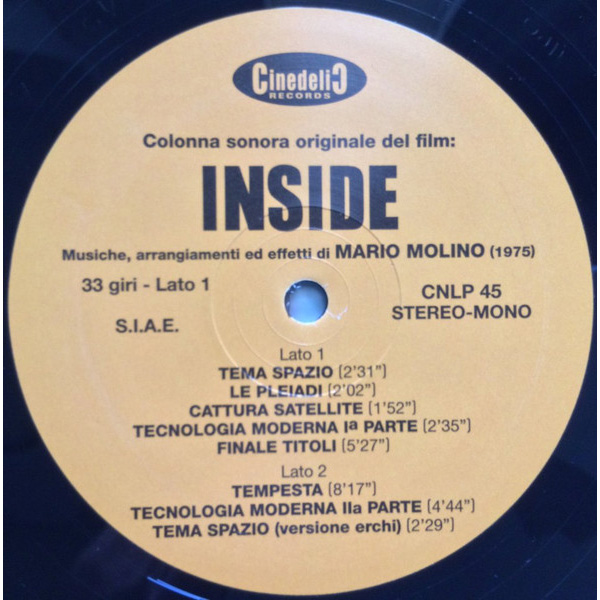 CinedeliC
RECORDS
Colonna sonora originale del film:
INSIDE
Musiche, arrangiamenti ed effetti di MARIO MOLINO (1975)
33 giri - Lato 1
CNLP 45
S.I.A.E.
STEREO-MONO
Lato 1
TEMA SPAZIO (2'31")
LE PLEIADI (2'02")
CATTURA SATELLITE (1'52")
TECNOLOGIA MODERNA Iª PARTE (2'35")
FINALE TITOLI (5'27")
Lato 2
TEMPESTA (8'17")
TECNOLOGIA MODERNA IIa PARTE (4'44")
TEMA SPAZIO (versione erchi) (2'29")